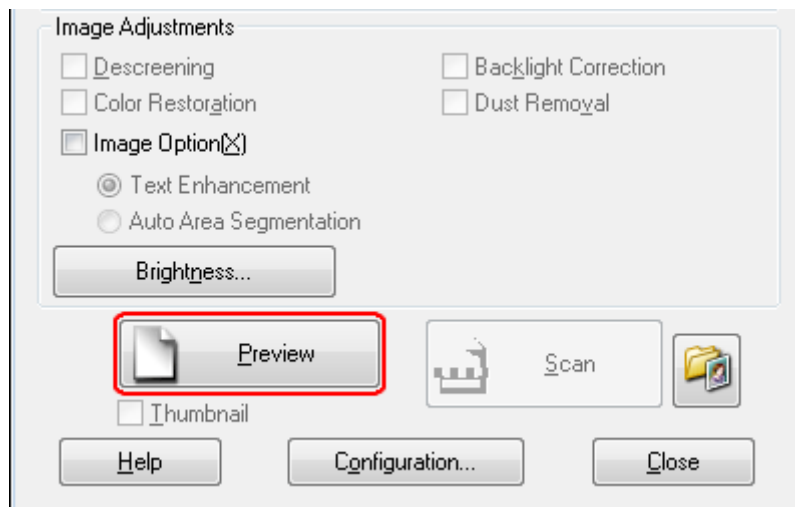 Image Adjustments
Descreening
Backlight Correction
Color Restoration
Dust Removal
Image Option(X)
Text Enhancement
Auto Area Segmentation
Brightness...
Preview
Scan
Thumbnail
Help
Configuration...
Close